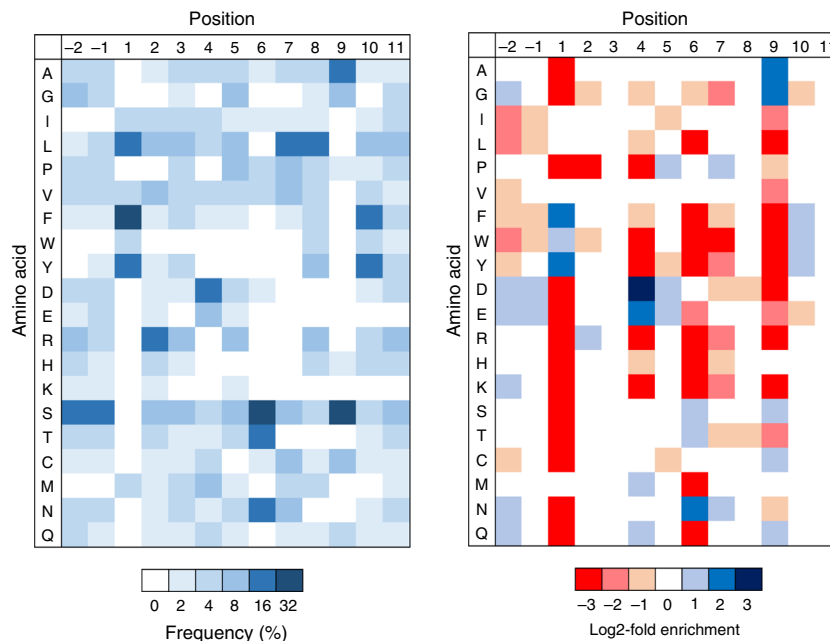 Position
−2 −1 1 2 3 4 5 6 7 8 9 10 11
Amino acid
A
G
I
L
P
V
F
W
Y
D
E
R
H
K
S
T
C
M
N
Q
0 2 4 8 16 32
Frequency (%)
Position
−2 −1 1 2 3 4 5 6 7 8 9 10 11
Amino acid
A
G
I
L
P
V
F
W
Y
D
E
R
H
K
S
T
C
M
N
Q
−3 −2 −1 0 1 2 3
Log2-fold enrichment